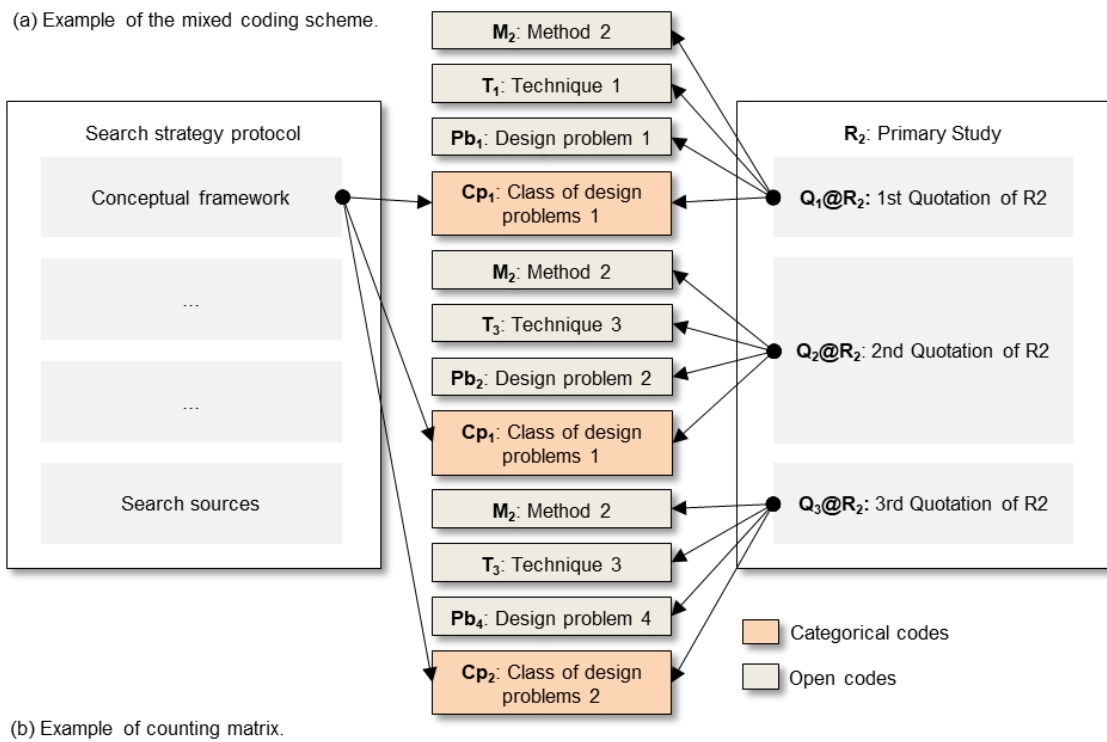 (a) Example of the mixed coding scheme.
Search strategy protocol
Conceptual framework
...
...
Search sources
M₂: Method 2
T₁: Technique 1
Pb₁: Design problem 1
Cp₁: Class of design
problems 1
M₂: Method 2
T₃: Technique 3
Pb₂: Design problem 2
Cp₁: Class of design
problems 1
M₂: Method 2
T₃: Technique 3
Pb₄: Design problem 4
Cp₂: Class of design
problems 2
R₂: Primary Study
Q₁@R₂: 1st Quotation of R2
Q₂@R₂: 2nd Quotation of R2
Q₃@R₂: 3rd Quotation of R2
Categorical codes
Open codes
(b) Example of counting matrix.